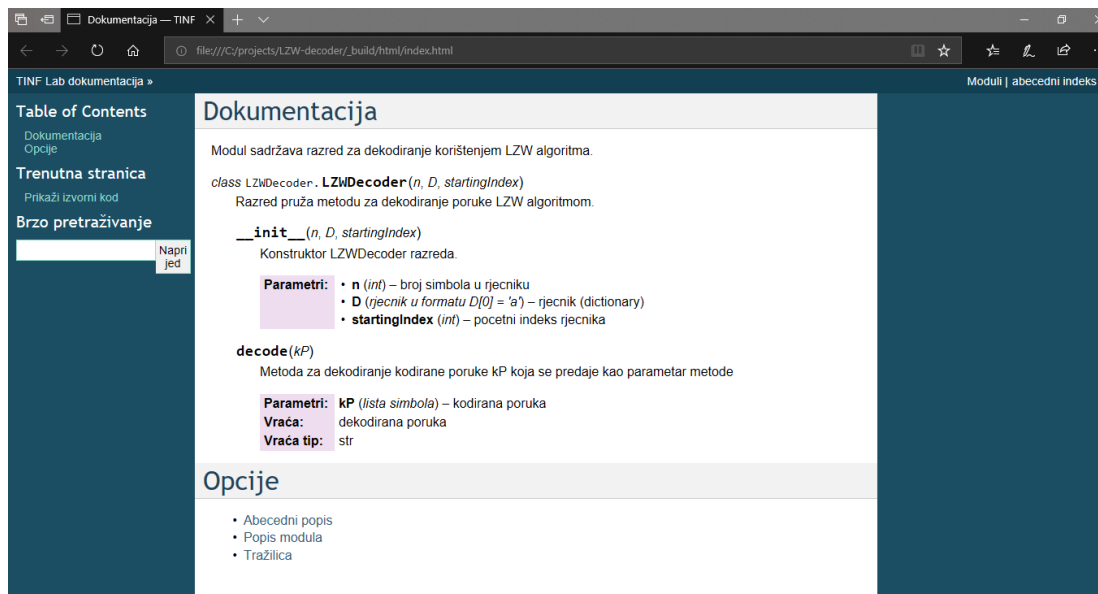 Dokumentacija — TINF
file:///C:/projects/LZW-decoder/_build/html/index.html
TINF Lab dokumentacija »
Moduli | abecedni indeks
Table of Contents
Dokumentacija
Opcije
Trenutna stranica
Prikaži izvorni kod
Brzo pretraživanje
Napri
jed
Dokumentacija
Modul sadržava razred za dekodiranje korištenjem LZW algoritma.
class LZWDecoder.LZWDecoder(n, D, startingIndex)
Razred pruža metodu za dekodiranje poruke LZW algoritmom.
__init__(n, D, startingIndex)
Konstruktor LZWDecoder razreda.
Parametri: • n (int) – broj simbola u rjecniku
• D (rjecnik u formatu D[0] = 'a') – rjecnik (dictionary)
• startingIndex (int) – pocetni indeks rjecnika
decode(kP)
Metoda za dekodiranje kodirane poruke kP koja se predaje kao parametar metode
Parametri: kP (lista simbola) – kodirana poruka
Vraća: dekodirana poruka
Vraća tip: str
Opcije
• Abecedni popis
• Popis modula
• Tražilica